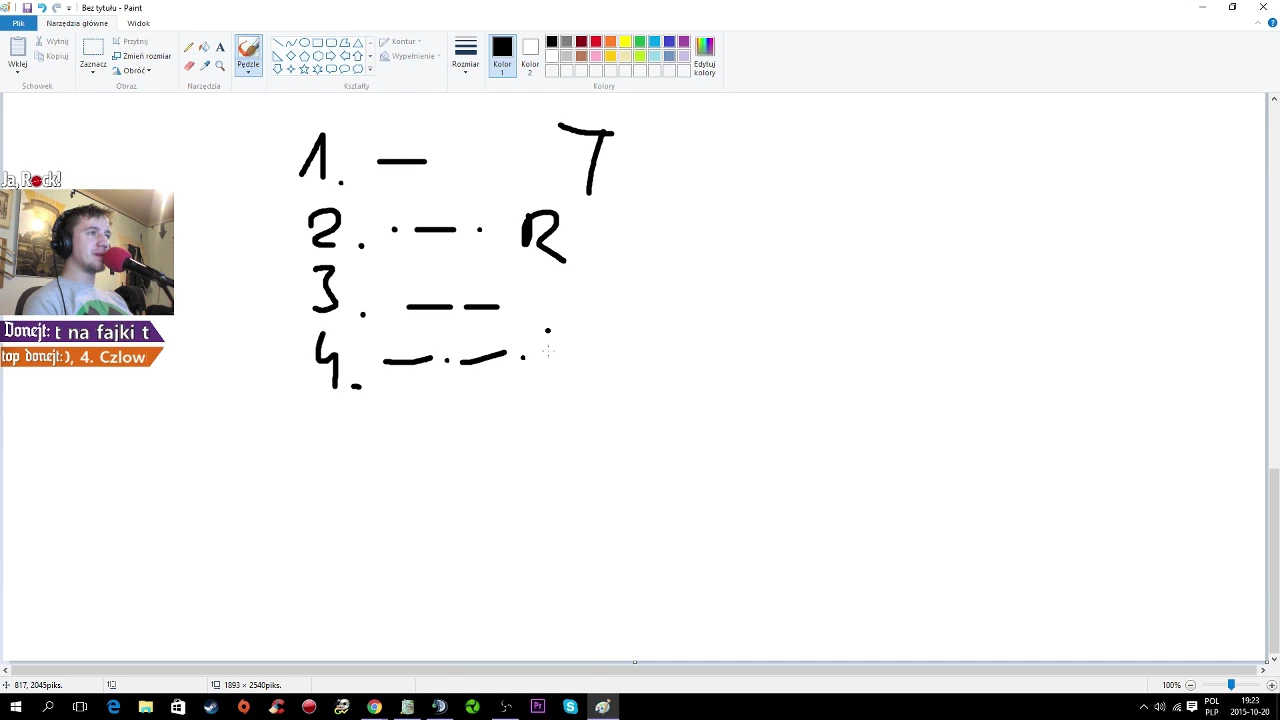 Bez tytułu - Paint
Plik
Narzędzia główne
Widok
Wklej
Wytnij
Kopiuj
Schowek
Zaznacz
Przytnij
Zmień rozmiar
Obróć
Obraz
Narzędzia
Pędzle
Kontur
Wypełnienie
Kształty
Rozmiar
Kolor 1
Kolor 2
Edytuj kolory
Kolory
1. — T
2. · — · R
3. — —
4. — · — ·
Ja, Rock!
Donejt: t na fajki t
top donejt: ), 4. Czlow
817, 2045piks.
1893 × 2540piks.
100%
POL
PLP
19:23
2015-10-20